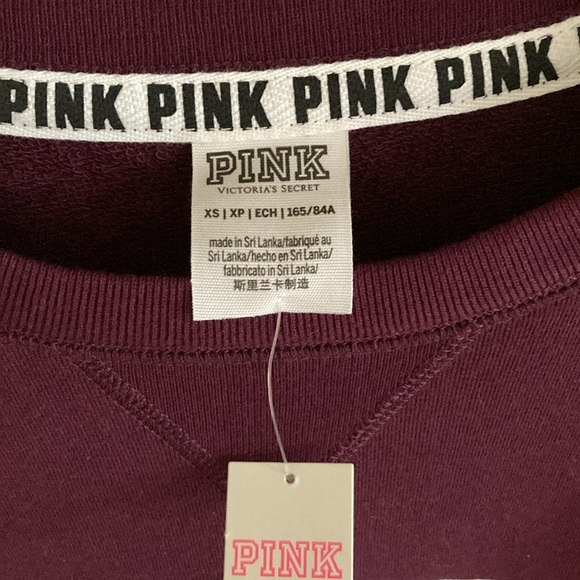 PINK PINK PINK PINK
PINK
VICTORIA'S SECRET
XS | XP | ECH | 165/84A
made in Sri Lanka/fabriqué au
Sri Lanka/hecho en Sri Lanka/
fabbricato in Sri Lanka/
斯里兰卡制造
PINK